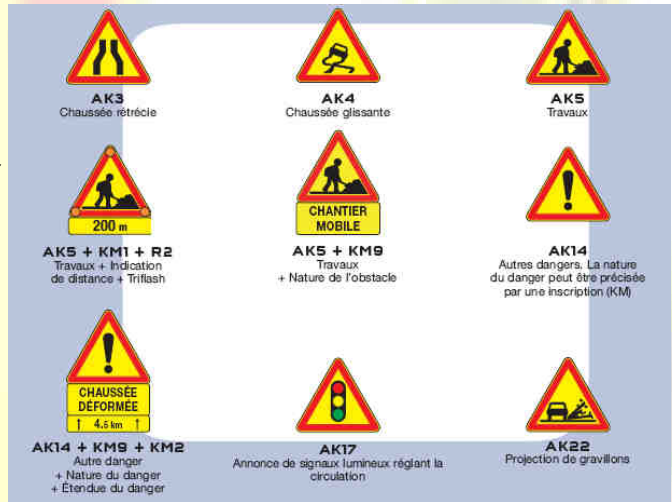 AK3
Chaussée rétrécie
AK4
Chaussée glissante
AK5
Travaux
200 m
AK5 + KM1 + R2
Travaux + Indication
de distance + Triflash
CHANTIER
MOBILE
AK5 + KM9
Travaux
+ Nature de l'obstacle
AK14
Autres dangers. La nature
du danger peut être précisée
par une inscription (KM)
CHAUSSÉE
DÉFORMÉE
↑ 4.5 km ↑
AK14 + KM9 + KM2
Autre danger
+ Nature du danger
+ Étendue du danger
AK17
Annonce de signaux lumineux réglant la
circulation
AK22
Projection de gravillons